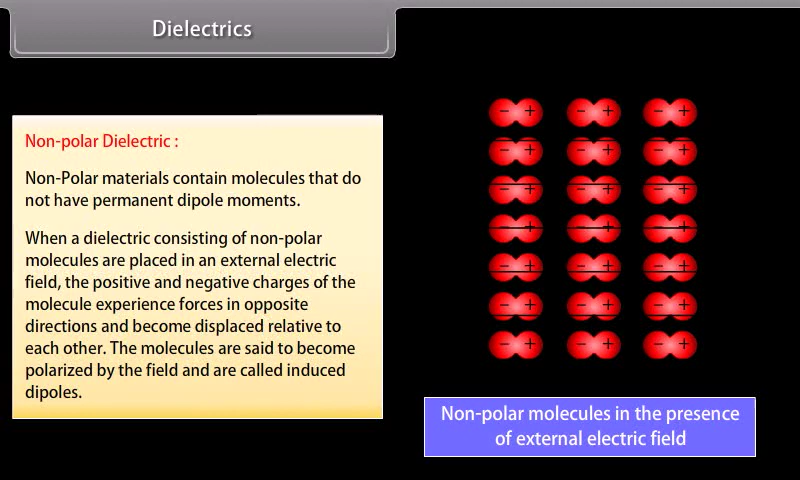 Dielectrics
Non-polar Dielectric :
Non-Polar materials contain molecules that do
not have permanent dipole moments.
When a dielectric consisting of non-polar
molecules are placed in an external electric
field, the positive and negative charges of the
molecule experience forces in opposite
directions and become displaced relative to
each other. The molecules are said to become
polarized by the field and are called induced
dipoles.
− + − + − +
− + − + − +
− + − + − +
− + − + − +
− + − + − +
− + − + − +
− + − + − +
Non-polar molecules in the presence
of external electric field